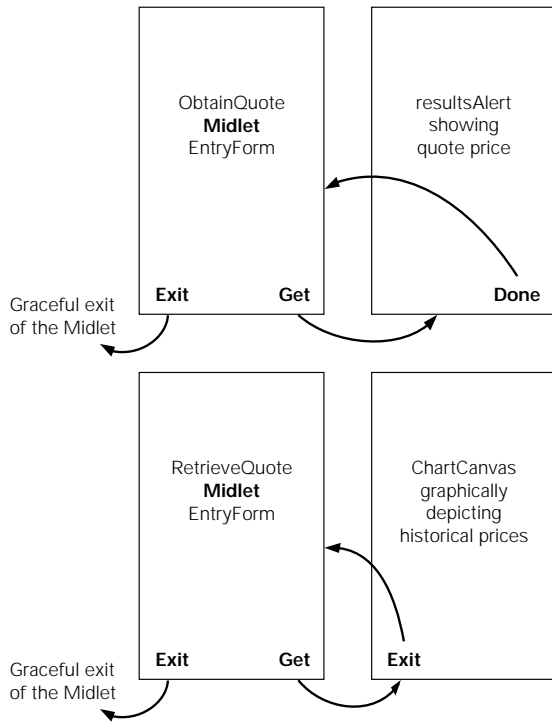 ObtainQuote
Midlet
EntryForm
resultsAlert
showing
quote price
Exit
Get
Done
Graceful exit
of the Midlet
RetrieveQuote
Midlet
EntryForm
ChartCanvas
graphically
depicting
historical prices
Exit
Get
Exit
Graceful exit
of the Midlet